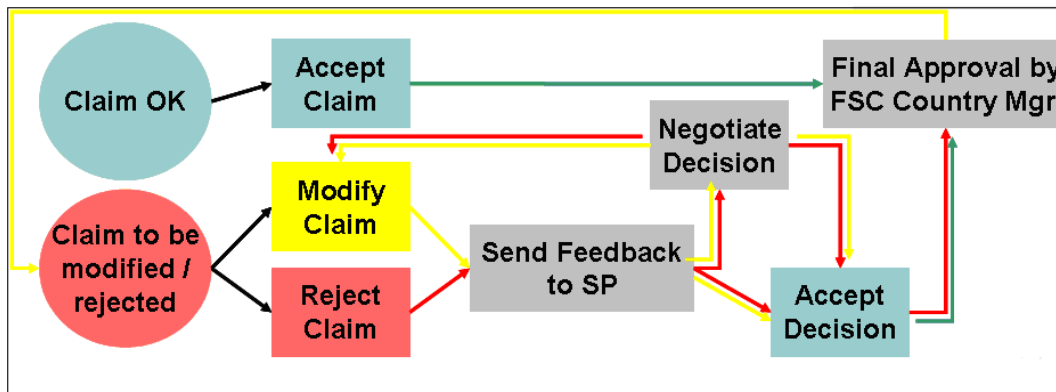 Claim OK
Accept
Claim
Final Approval by
FSC Country Mgr
Negotiate
Decision
Modify
Claim
Claim to be
modified /
rejected
Send Feedback
to SP
Reject
Claim
Accept
Decision